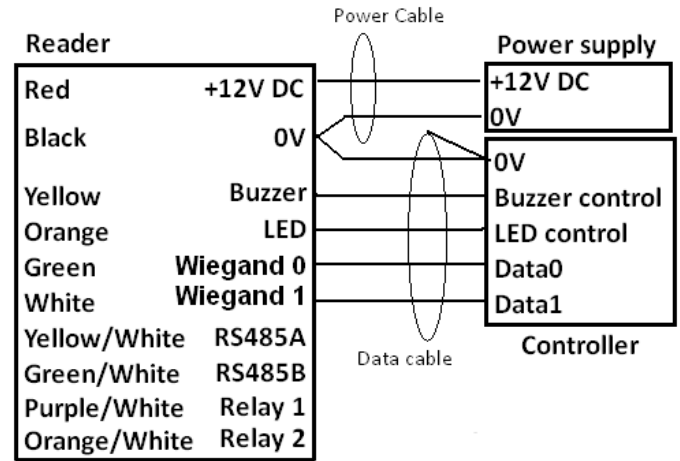 Power Cable
Reader
Power supply
Red +12V DC
+12V DC
0V
Black 0V
0V
Yellow Buzzer
Buzzer control
Orange LED
LED control
Green Wiegand 0
Data0
White Wiegand 1
Data1
Yellow/White RS485A
Controller
Data cable
Green/White RS485B
Purple/White Relay 1
Orange/White Relay 2